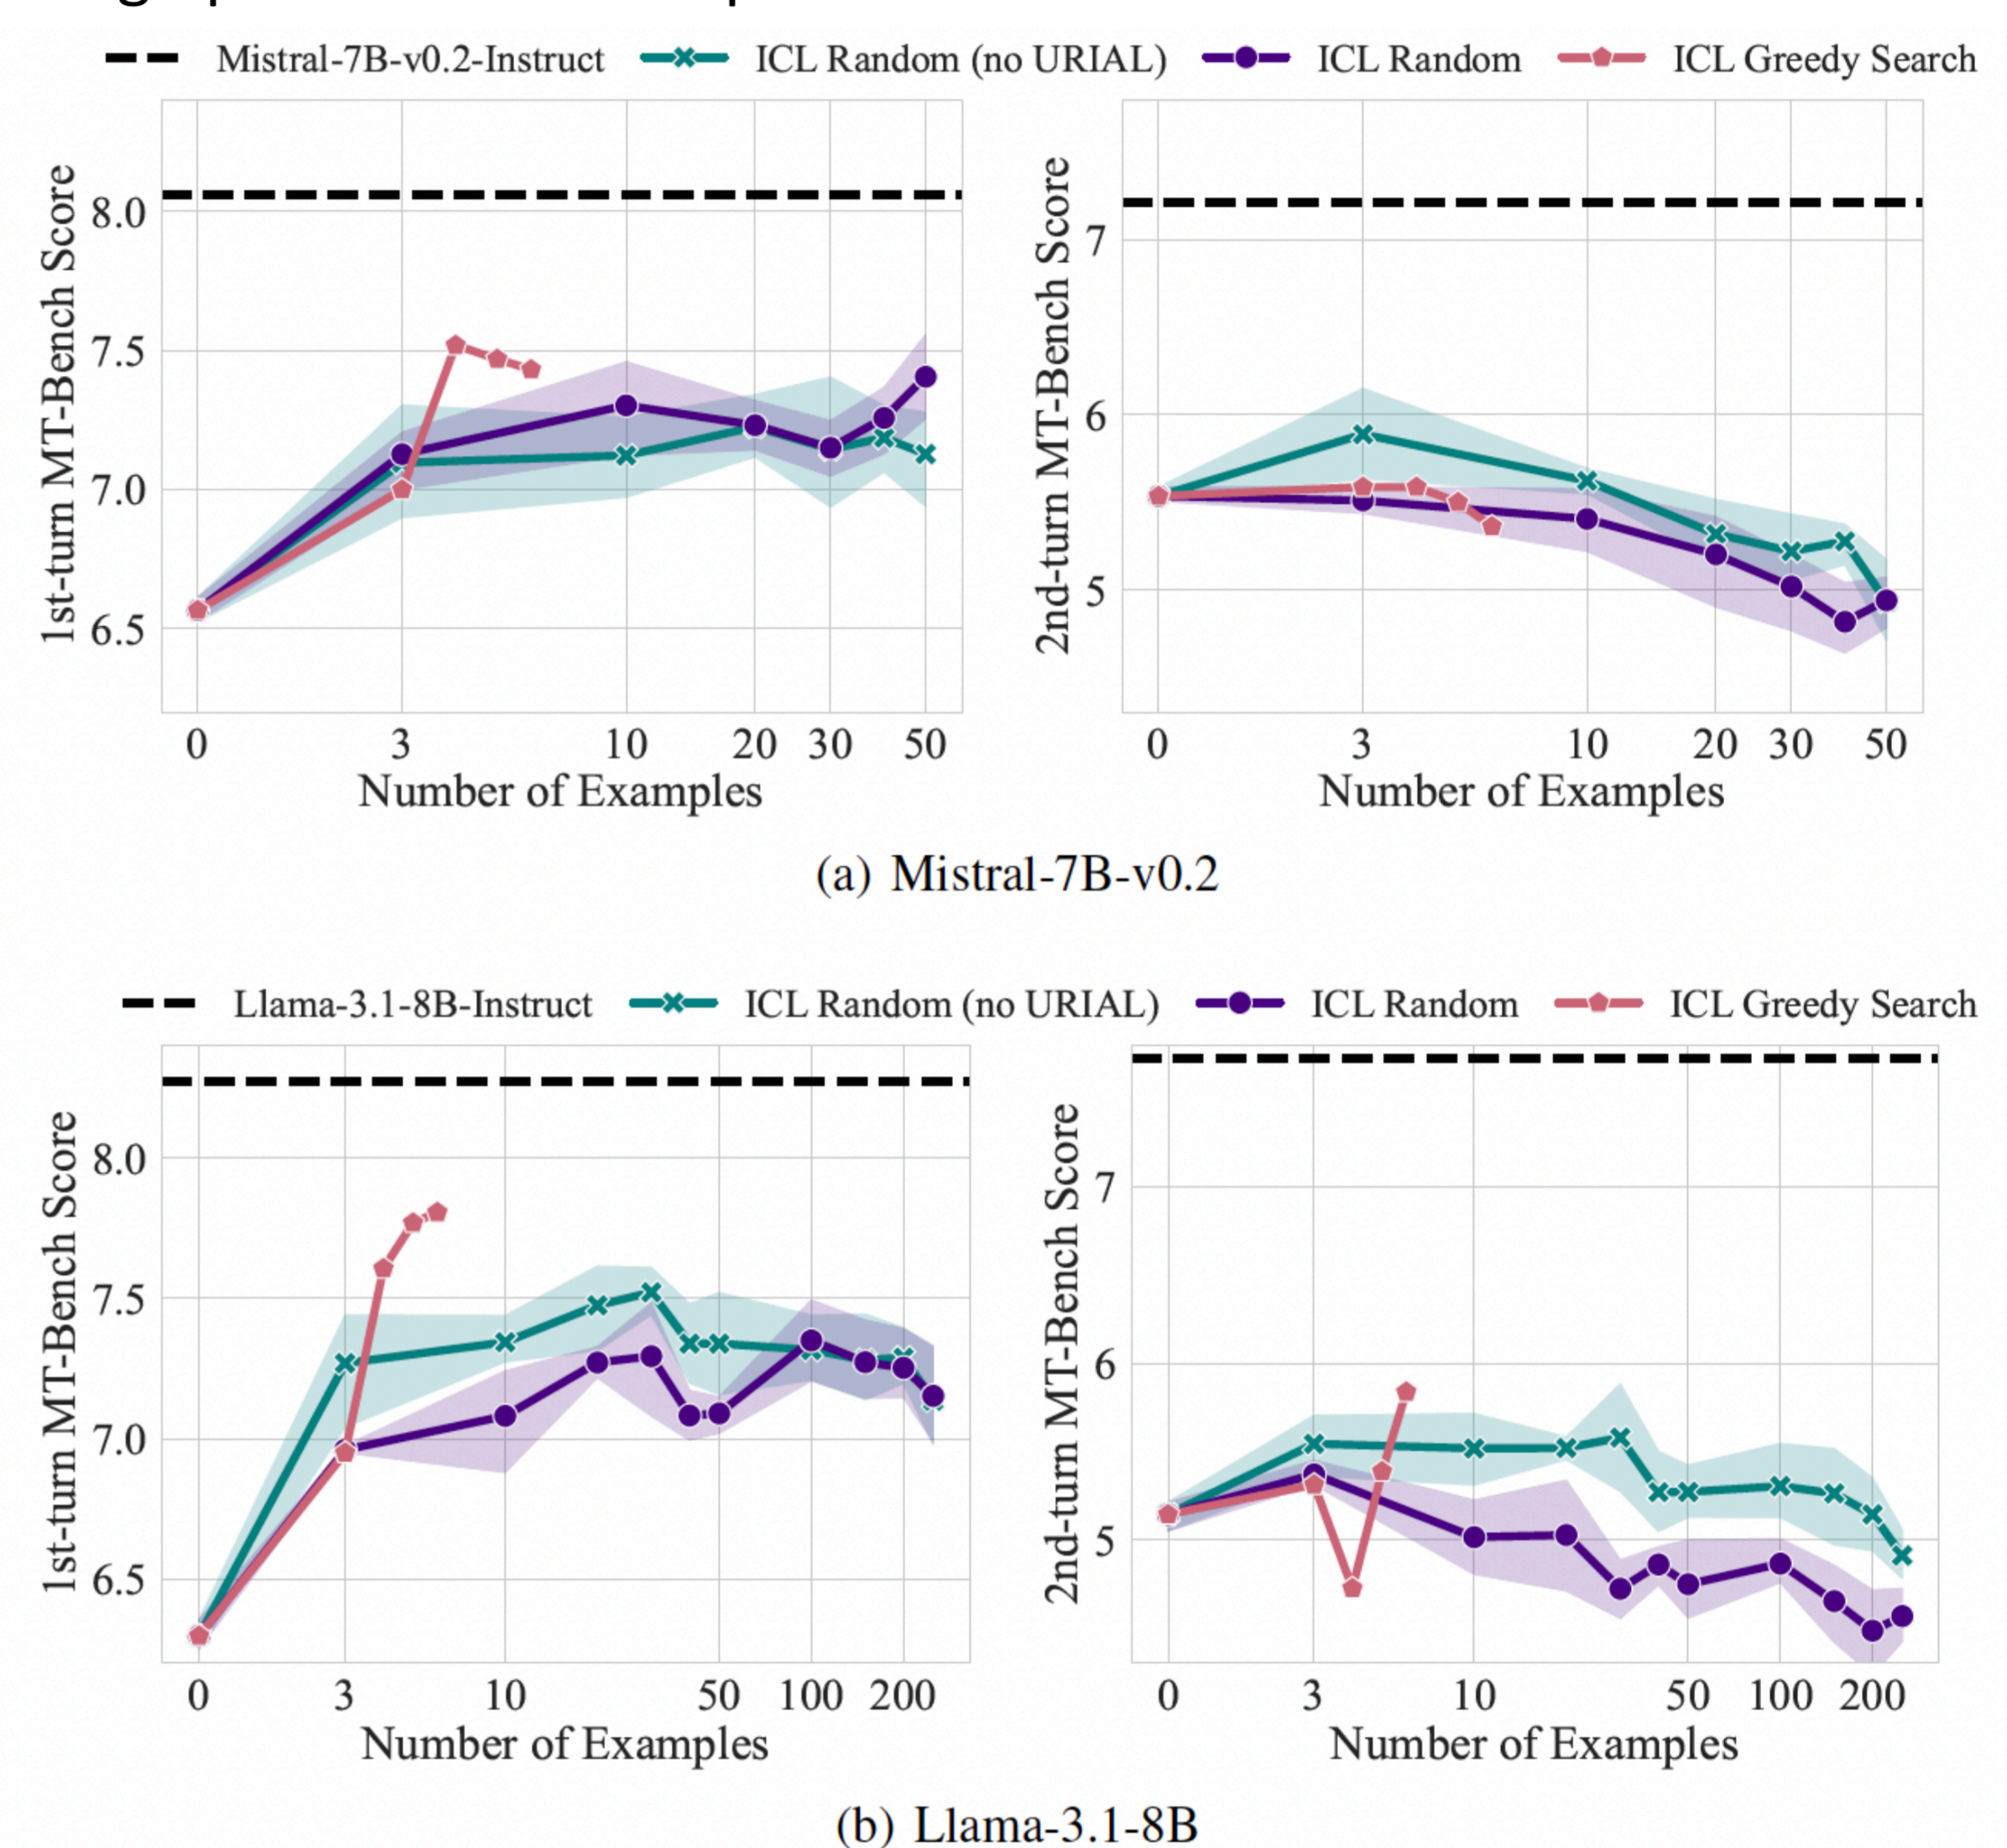 Mistral-7B-v0.2-Instruct ICL Random (no URIAL) ICL Random ICL Greedy Search
1st-turn MT-Bench Score
8.0
7.5
7.0
6.5
0 3 10 20 30 50
Number of Examples
2nd-turn MT-Bench Score
7
6
5
0 3 10 20 30 50
Number of Examples
(a) Mistral-7B-v0.2
Llama-3.1-8B-Instruct ICL Random (no URIAL) ICL Random ICL Greedy Search
1st-turn MT-Bench Score
8.0
7.5
7.0
6.5
0 3 10 50 100 200
Number of Examples
2nd-turn MT-Bench Score
7
6
5
0 3 10 50 100 200
Number of Examples
(b) Llama-3.1-8B